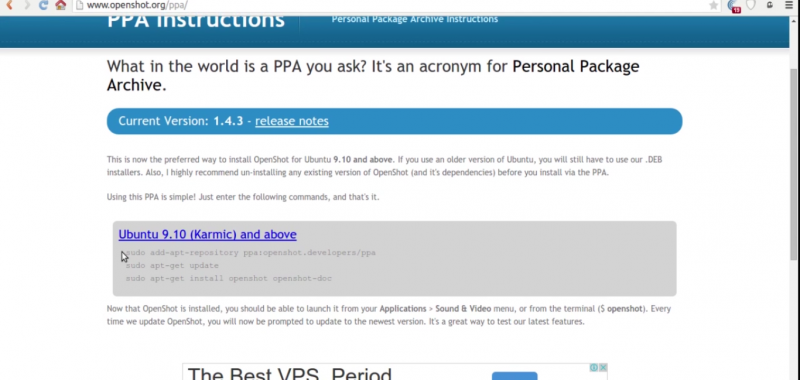 www.openshot.org/ppa/
19
PPA Instructions
Personal Package Archive Instructions
What in the world is a PPA you ask? It's an acronym for Personal Package
Archive.
Current Version: 1.4.3 - release notes
This is now the preferred way to install OpenShot for Ubuntu 9.10 and above. If you use an older version of Ubuntu, you will still have to use our .DEB
installers. Also, I highly recommend un-installing any existing version of OpenShot (and it's dependencies) before you install via the PPA.
Using this PPA is simple! Just enter the following commands, and that's it.
Ubuntu 9.10 (Karmic) and above
sudo add-apt-repository ppa:openshot.developers/ppa
sudo apt-get update
sudo apt-get install openshot openshot-doc
Now that OpenShot is installed, you should be able to launch it from your Applications > Sound & Video menu, or from the terminal ($ openshot). Every
time we update OpenShot, you will now be prompted to update to the newest version. It's a great way to test our latest features.
The Best VPS. Period